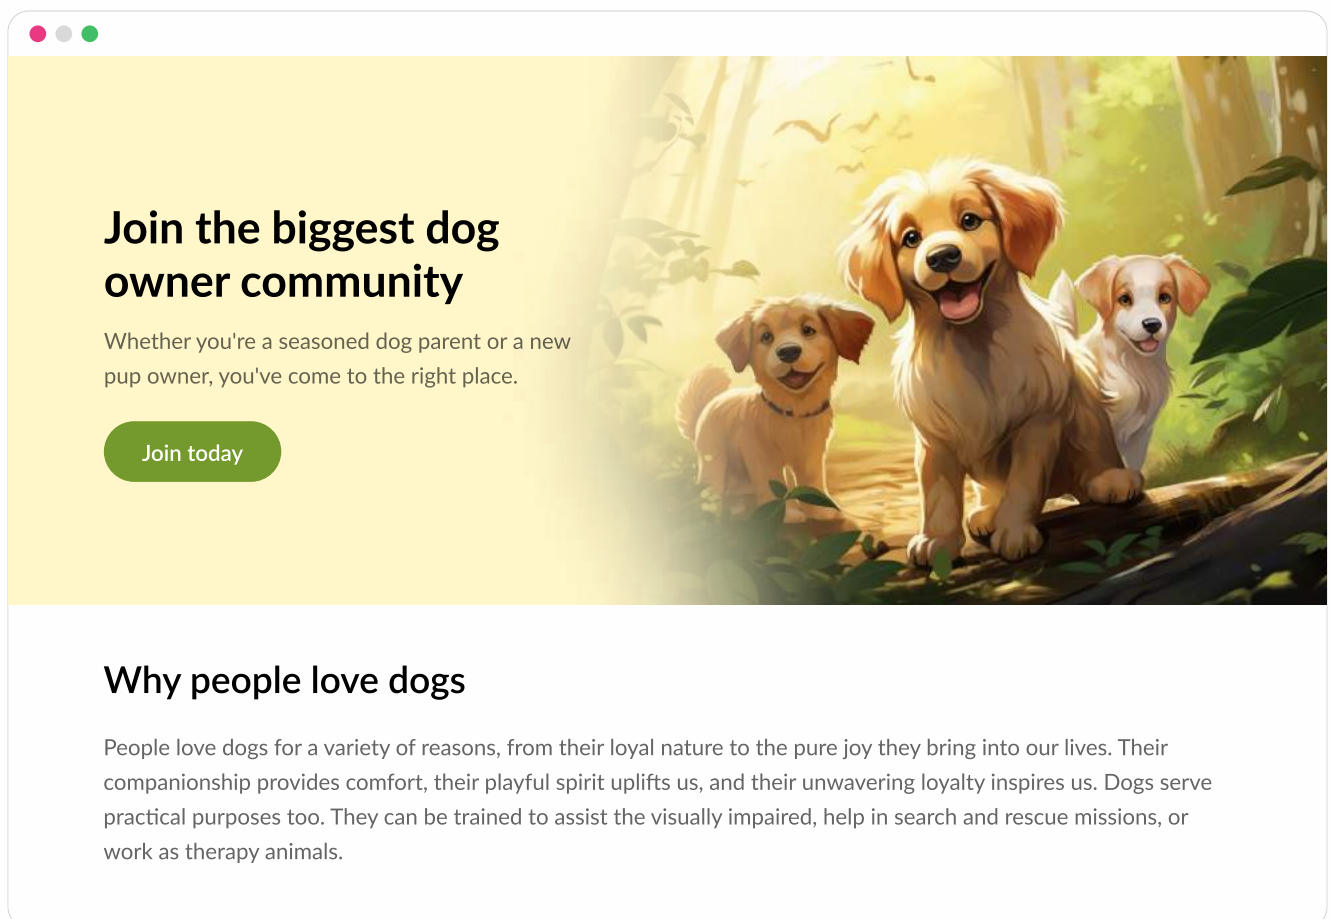 Join the biggest dog
owner community
Whether you're a seasoned dog parent or a new
pup owner, you've come to the right place.
Join today
Why people love dogs
People love dogs for a variety of reasons, from their loyal nature to the pure joy they bring into our lives. Their
companionship provides comfort, their playful spirit uplifts us, and their unwavering loyalty inspires us. Dogs serve
practical purposes too. They can be trained to assist the visually impaired, help in search and rescue missions, or
work as therapy animals.